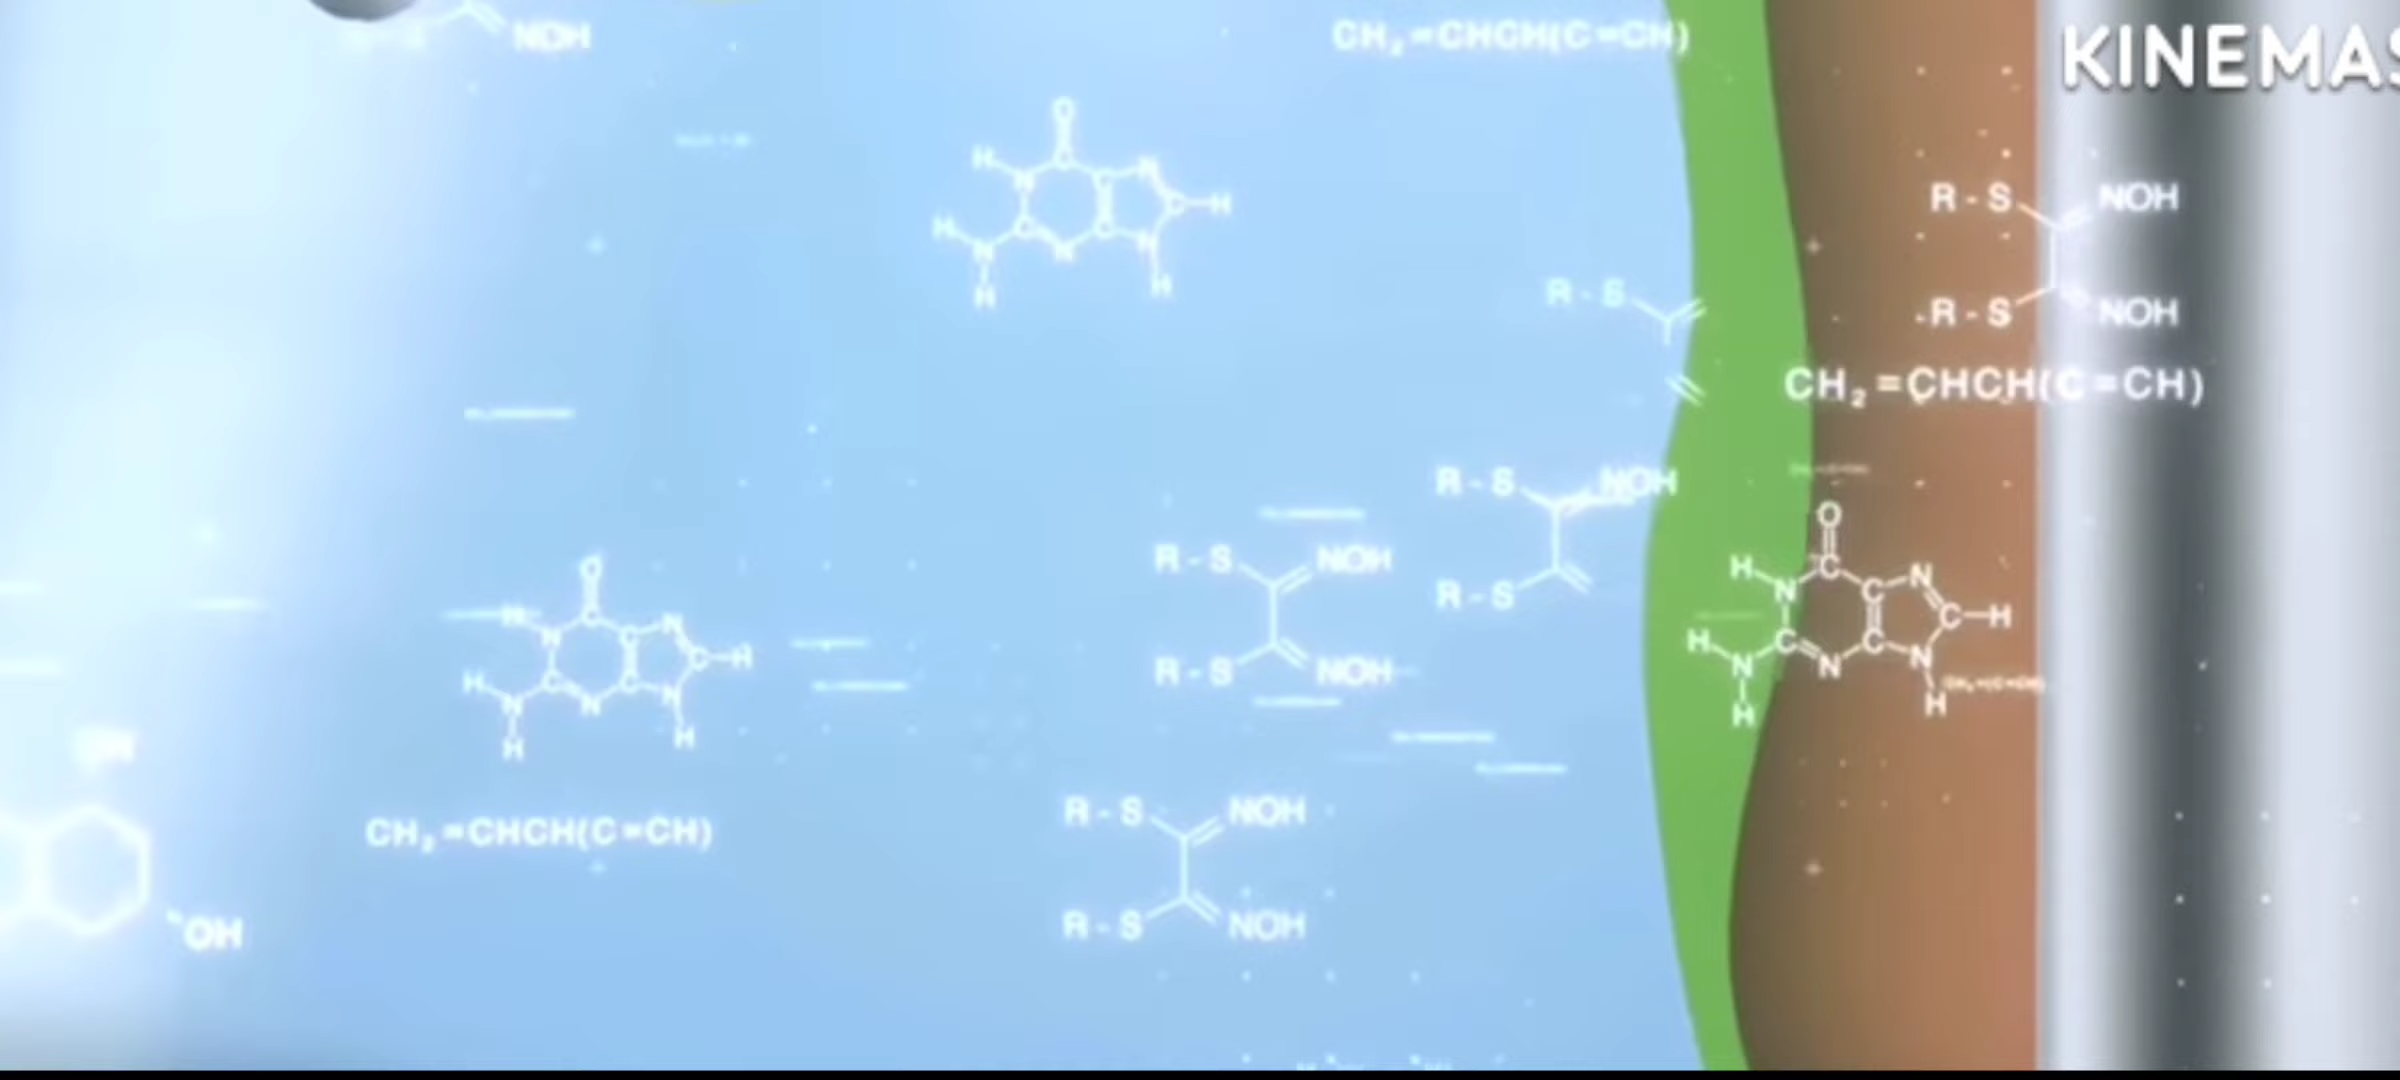 NOH
CH₂=CHCH(C=CH)
KINEMAS
O
H N C C N C H
H N C N C N
H H
R-S NOH
R-S NOH
R-S
CH₂=CHCH(C=CH)
R-S NOH
R-S
R-S NOH
R-S NOH
O
H N C C N C H
H N C N C N
H H
O
H N C C N C H
H N C N C N
H H
CH₂=CHCH(C=CH)
R-S NOH
R-S NOH
OH